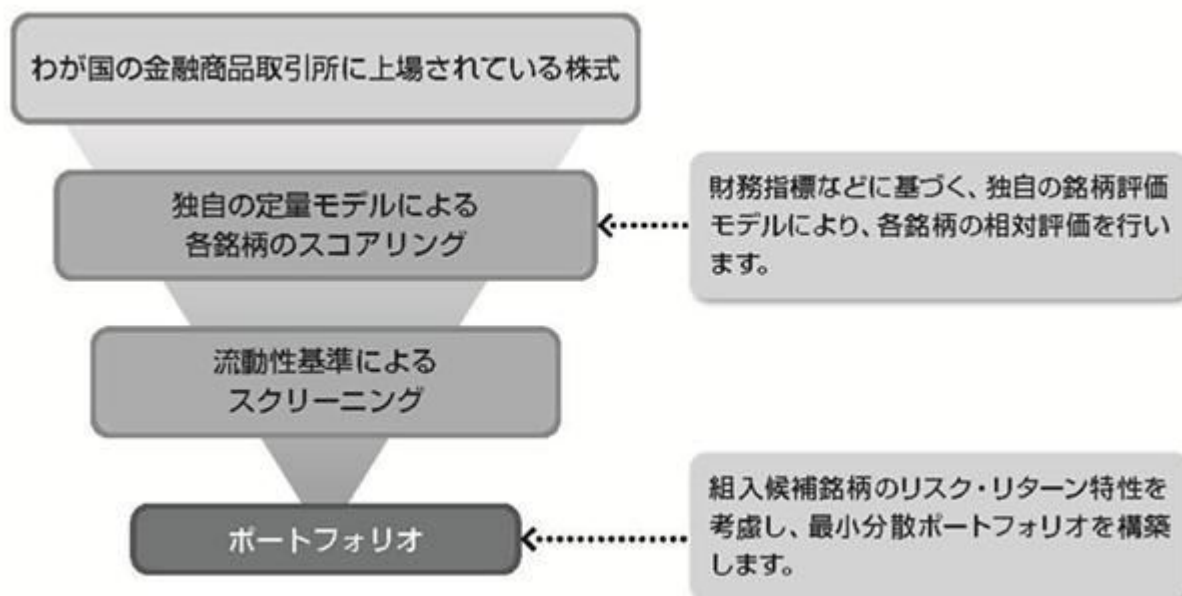 わが国の金融商品取引所に上場されている株式
独自の定量モデルによる
各銘柄のスコアリング
財務指標などに基づく、独自の銘柄評価
モデルにより、各銘柄の相対評価を行い
ます。
流動性基準による
スクリーニング
ポートフォリオ
組入候補銘柄のリスク・リターン特性を
考慮し、最小分散ポートフォリオを構築
します。